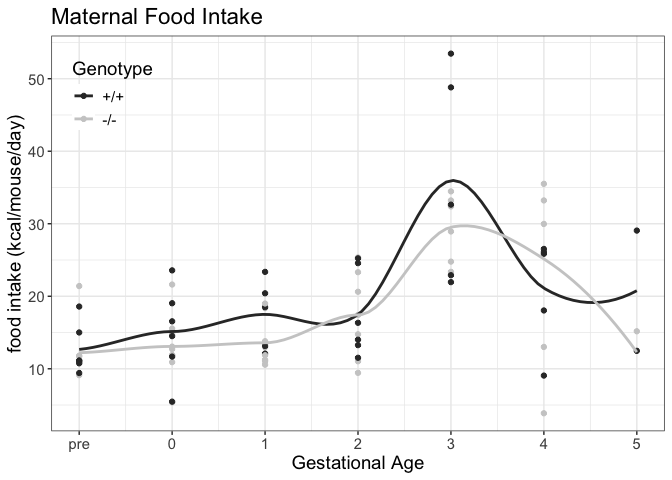 Maternal Food Intake
Genotype
+/+
-/-
50
40
30
20
10
food intake (kcal/mouse/day)
pre 0 1 2 3 4 5
Gestational Age